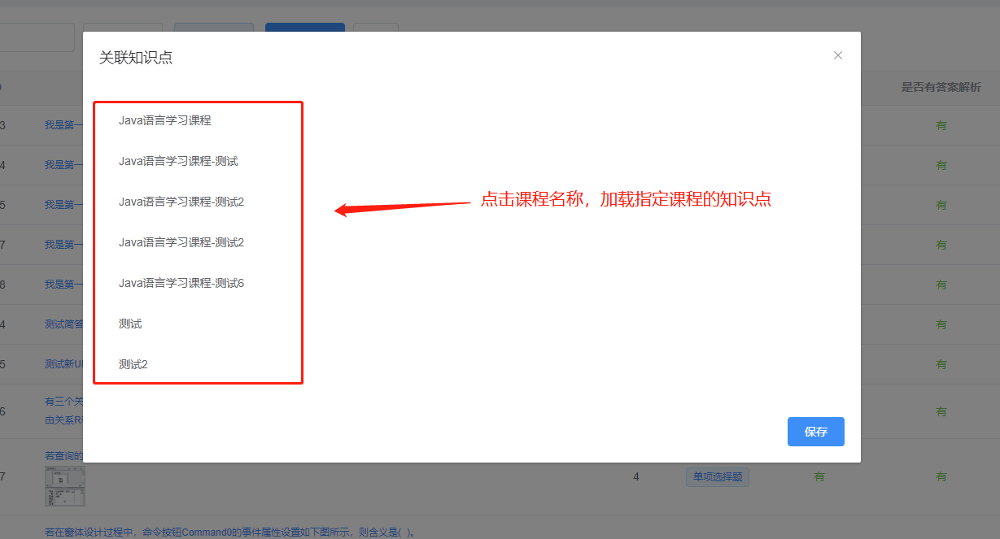 关联知识点
是否有答案解析
Java语言学习课程
3 我是第一 有
Java语言学习课程-测试
4 我是第一 有
Java语言学习课程-测试2
点击课程名称，加载指定课程的知识点
5 我是第一 有
Java语言学习课程-测试2
7 我是第一 有
Java语言学习课程-测试6
8 我是第一 有
测试
4 测试简答 有
测试2
5 测试新UI 有
有三个关
6 有
由关系R
保存
若查询的
7 4 单项选择题 有 有
若在窗体设计过程中，命令按钮Command0的事件属性设置如下图所示，则含义是( )。